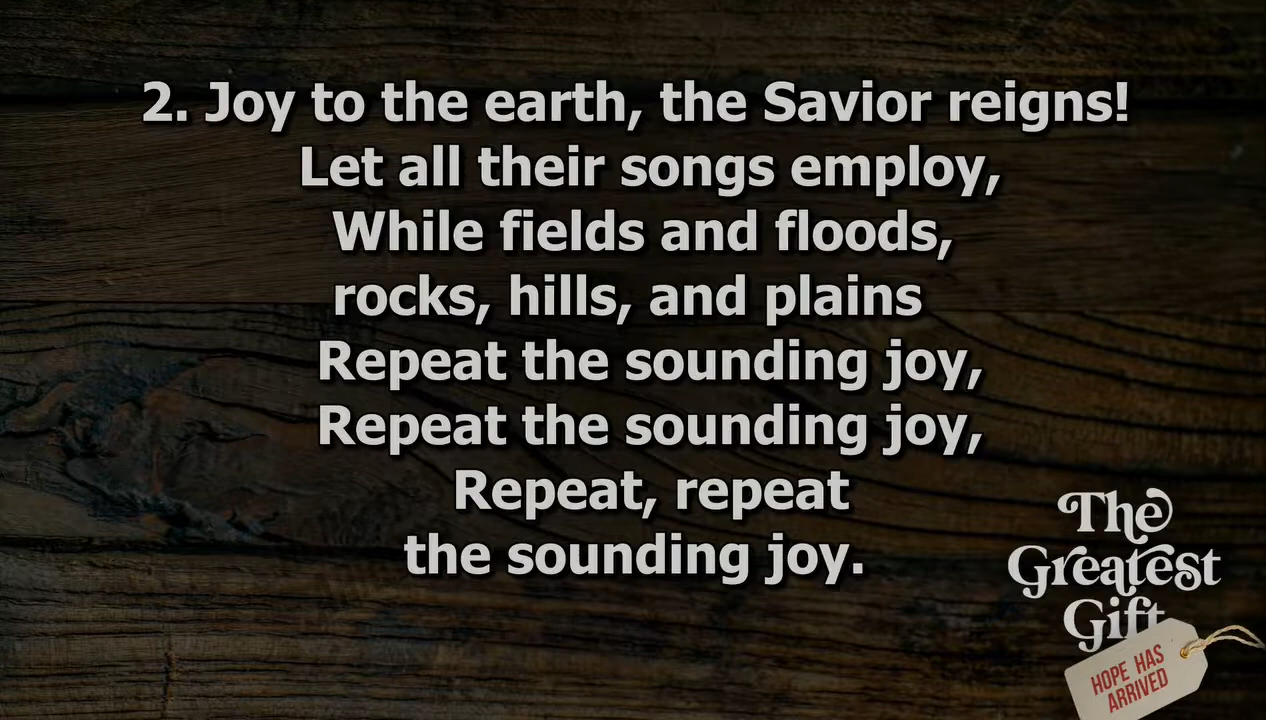 2. Joy to the earth, the Savior reigns!
Let all their songs employ,
While fields and floods,
rocks, hills, and plains
Repeat the sounding joy,
Repeat the sounding joy,
Repeat, repeat
the sounding joy.
The
Greatest
Gift
HOPE HAS
ARRIVED